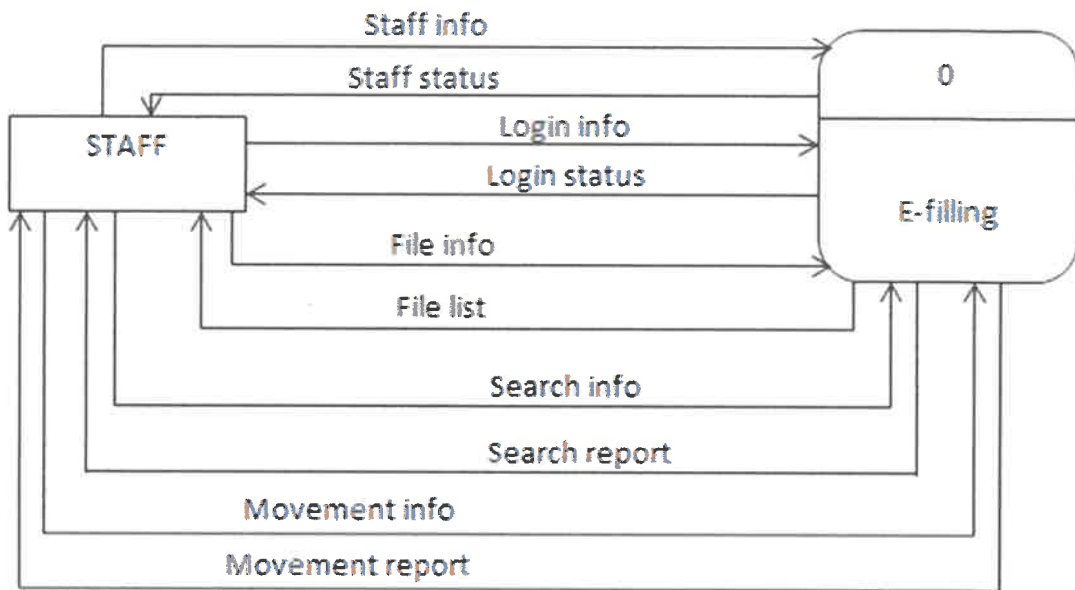 Staff info
0
Staff status
Login info
STAFF
Login status
E-filling
File info
File list
Search info
Search report
Movement info
Movement report